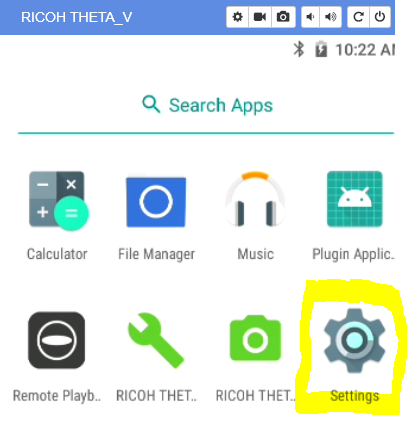 RICOH THETA_V
10:22 AM
Search Apps
Calculator
File Manager
Music
Plugin Applic..
Remote Playb..
RICOH THET..
RICOH THET..
Settings